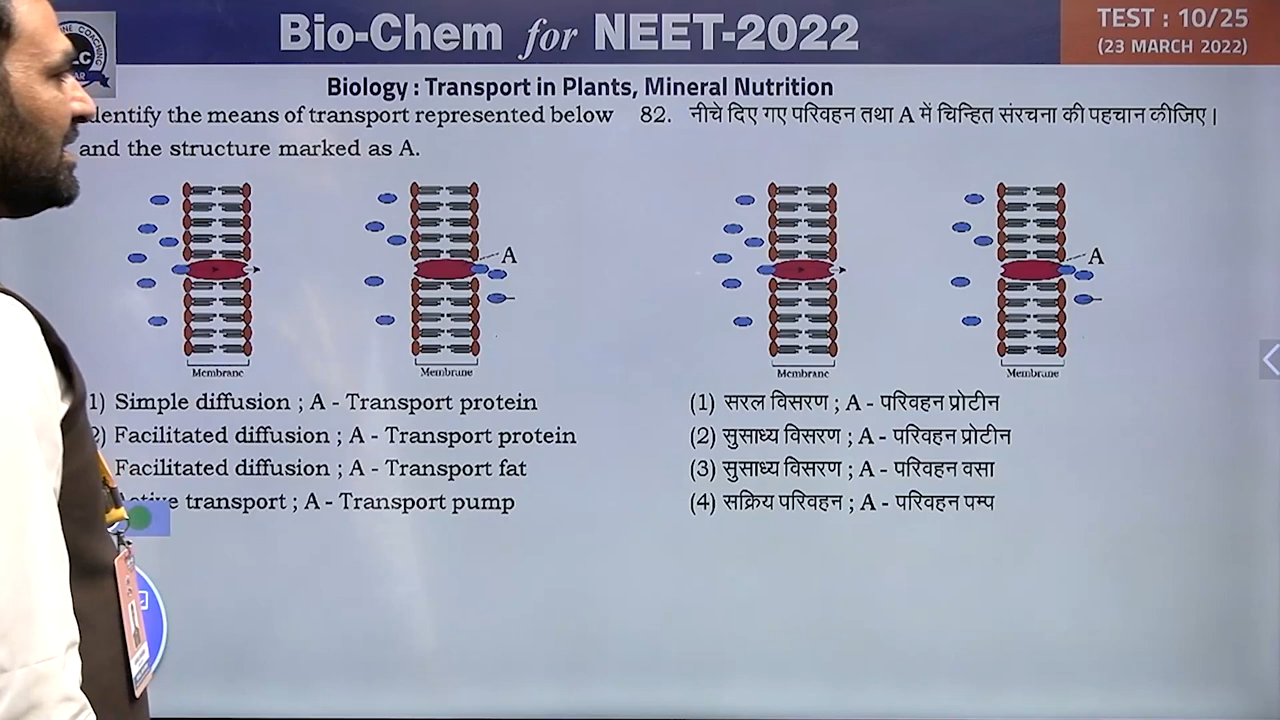 Bio-Chem for NEET-2022
TEST : 10/25
(23 MARCH 2022)
Biology : Transport in Plants, Mineral Nutrition
the means of transport represented below
and the structure marked as A.
A
Membrane
Membrane
1) Simple diffusion ; A - Transport protein
2) Facilitated diffusion ; A - Transport protein
Facilitated diffusion ; A - Transport fat
Active transport ; A - Transport pump
82. नीचे दिए गए परिवहन तथा A में चिन्हित संरचना की पहचान कीजिए।
A
Membrane
Membrane
(1) सरल विसरण ; A - परिवहन प्रोटीन
(2) सुसाध्य विसरण ; A - परिवहन प्रोटीन
(3) सुसाध्य विसरण ; A - परिवहन वसा
(4) सक्रिय परिवहन ; A - परिवहन पम्प